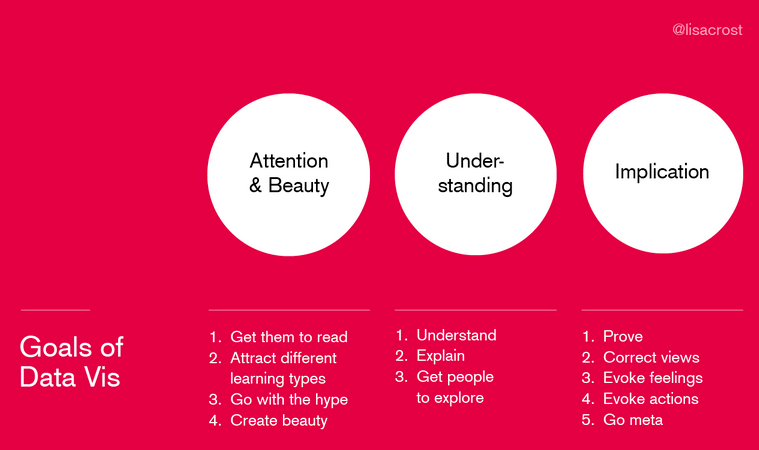 @lisacrost
Attention
& Beauty
Under-
standing
Implication
Goals of
Data Vis
1. Get them to read
2. Attract different
learning types
3. Go with the hype
4. Create beauty
1. Understand
2. Explain
3. Get people
to explore
1. Prove
2. Correct views
3. Evoke feelings
4. Evoke actions
5. Go meta